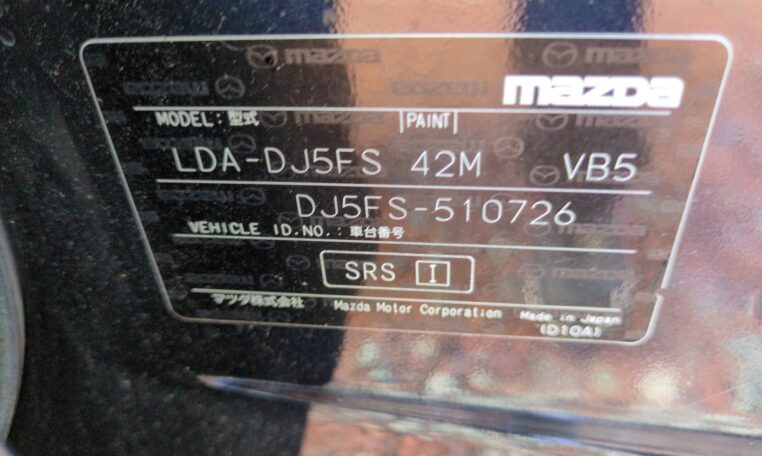 mazda
MODEL: 型式 PAINT
LDA-DJ5FS 42M VB5
DJ5FS-510726
VEHICLE ID.NO.: 車台番号
SRS I
マツダ株式会社 Mazda Motor Corporation Made in Japan
(D10A)